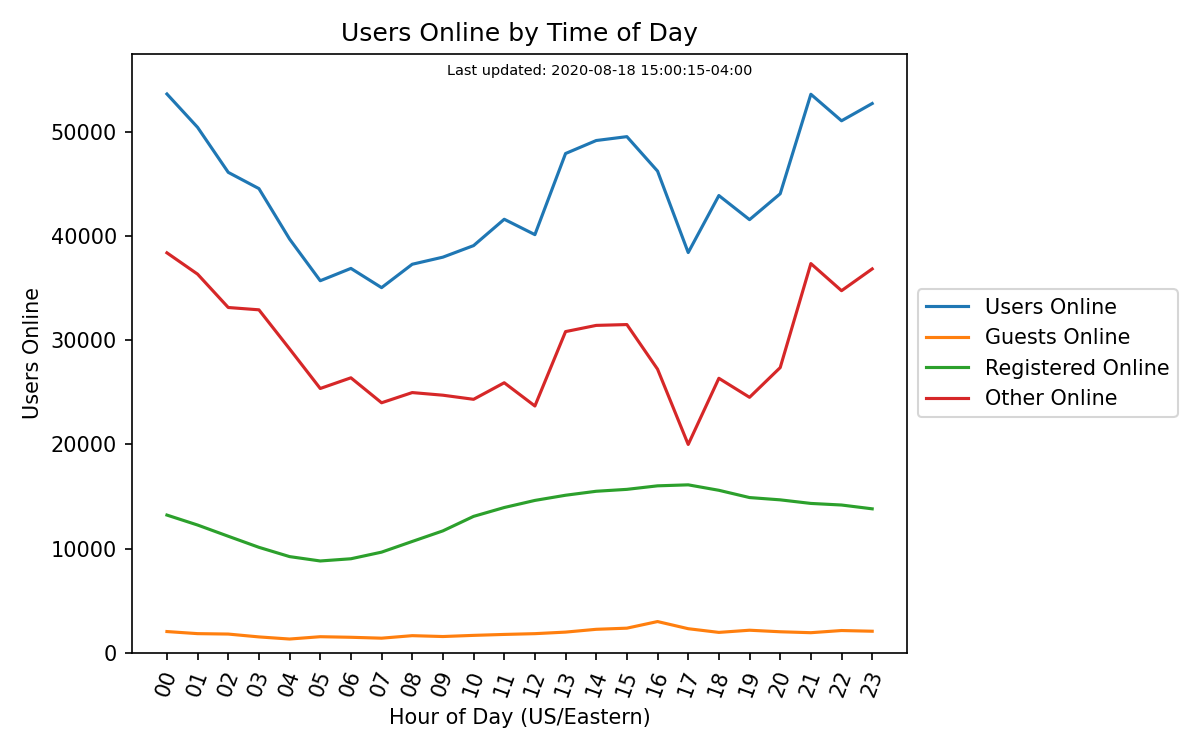 Users Online by Time of Day
Last updated: 2020-08-18 15:00:15-04:00
Users Online
50000
40000
30000
20000
10000
0
00 01 02 03 04 05 06 07 08 09 10 11 12 13 14 15 16 17 18 19 20 21 22 23
Hour of Day (US/Eastern)
Users Online
Guests Online
Registered Online
Other Online